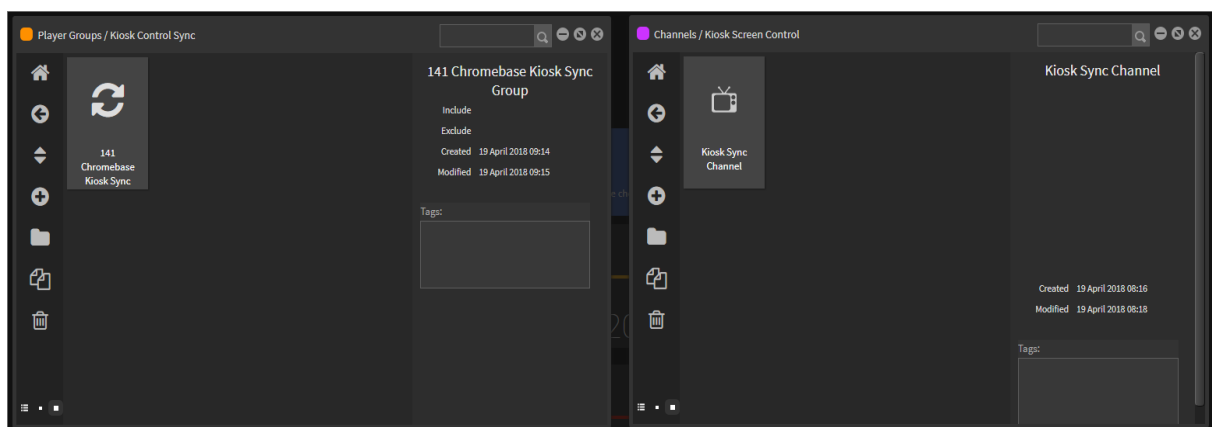 Player Groups / Kiosk Control Sync
141
Chromebase
Kiosk Sync
141 Chromebase Kiosk Sync
Group
Include
Exclude
Created 19 April 2018 09:14
Modified 19 April 2018 09:15
Tags:
Channels / Kiosk Screen Control
Kiosk Sync
Channel
Kiosk Sync Channel
Created 19 April 2018 08:16
Modified 19 April 2018 08:18
Tags: